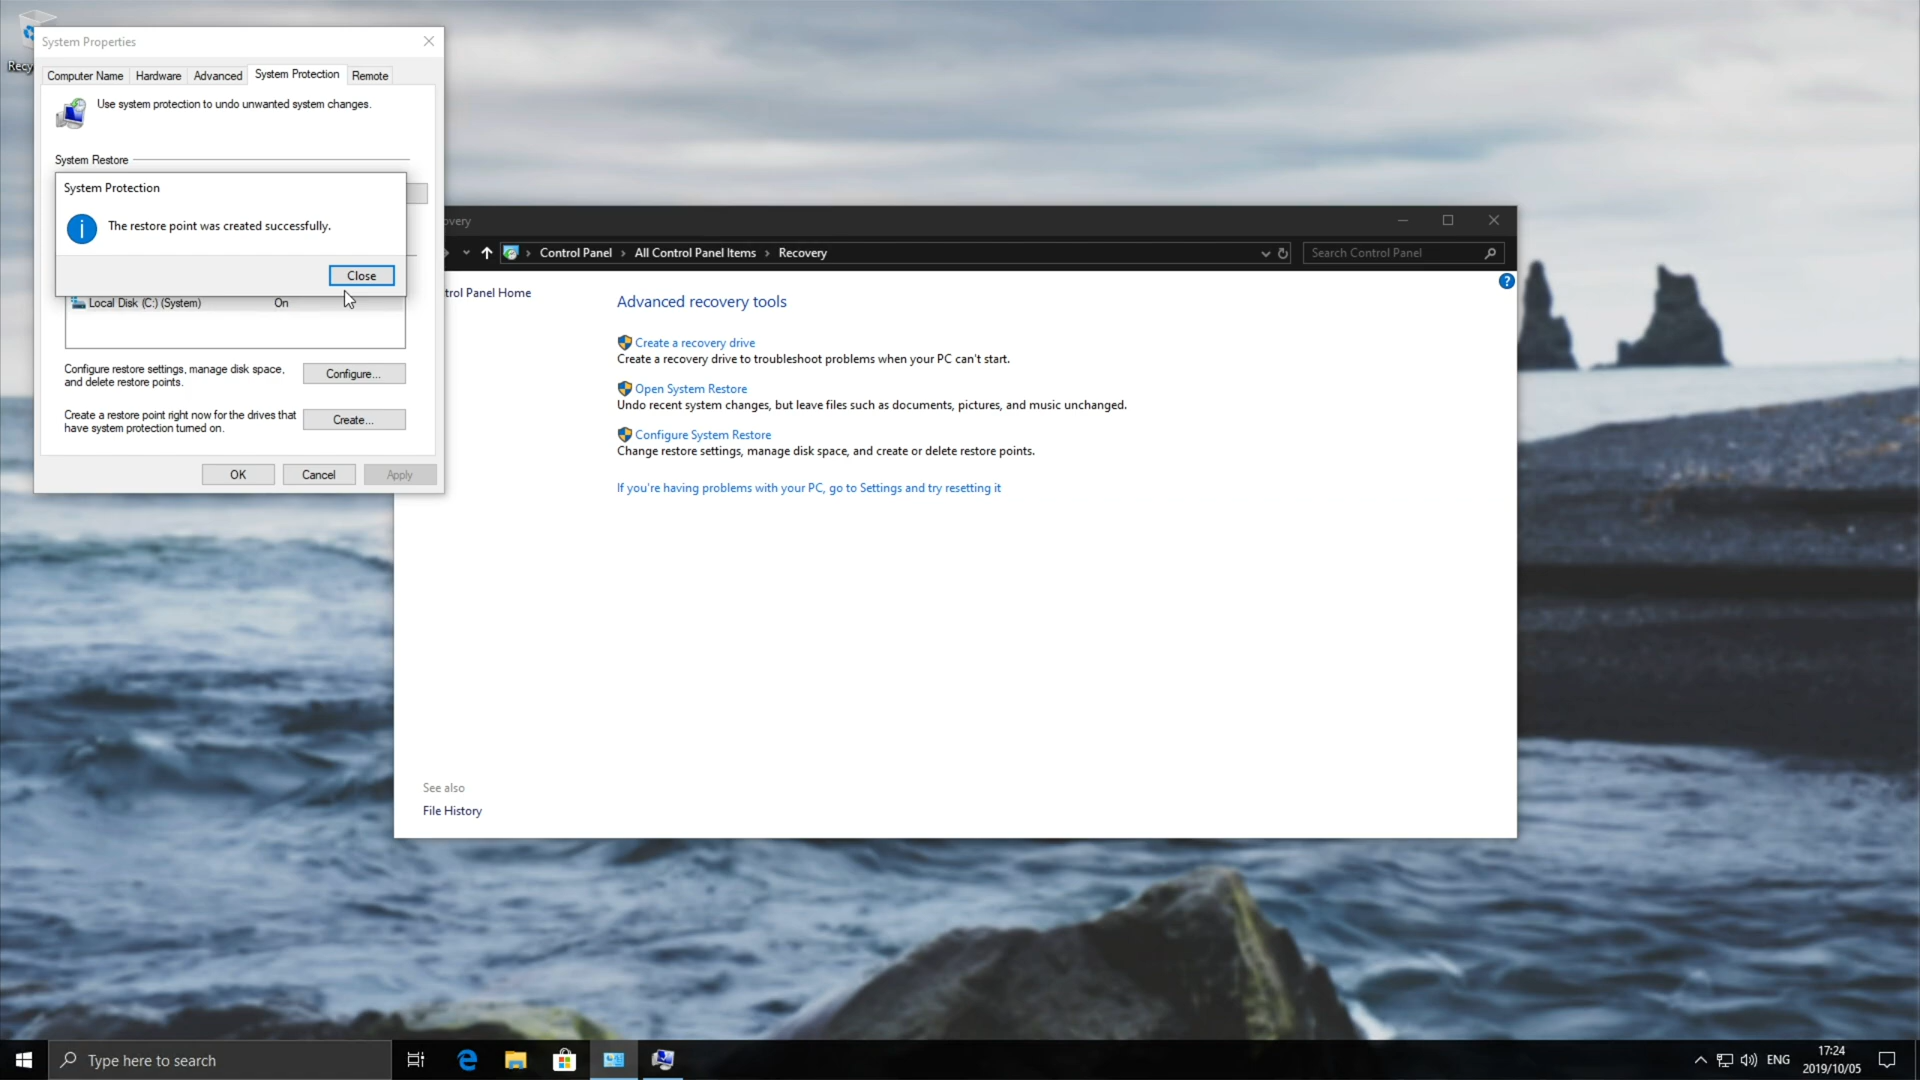 Recy
System Properties
Computer Name
Hardware
Advanced
System Protection
Remote
Use system protection to undo unwanted system changes.
System Restore
System Protection
The restore point was created successfully.
Close
Local Disk (C:) (System)
On
Configure restore settings, manage disk space,
and delete restore points.
Configure...
Create a restore point right now for the drives that
have system protection turned on.
Create...
OK
Cancel
Apply
overy
Control Panel
All Control Panel Items
Recovery
Search Control Panel
trol Panel Home
Advanced recovery tools
Create a recovery drive
Create a recovery drive to troubleshoot problems when your PC can't start.
Open System Restore
Undo recent system changes, but leave files such as documents, pictures, and music unchanged.
Configure System Restore
Change restore settings, manage disk space, and create or delete restore points.
If you're having problems with your PC, go to Settings and try resetting it
See also
File History
Type here to search
ENG
17:24
2019/10/05